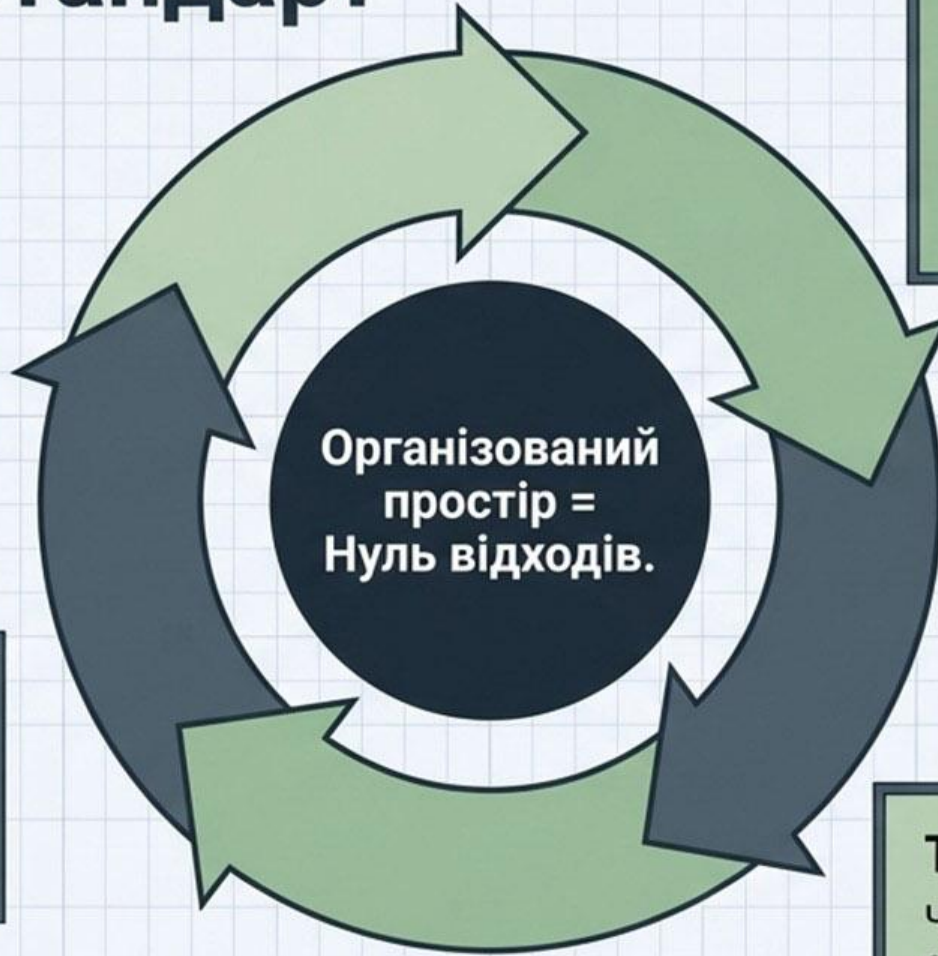 Організований
простір =
Нуль відходів.